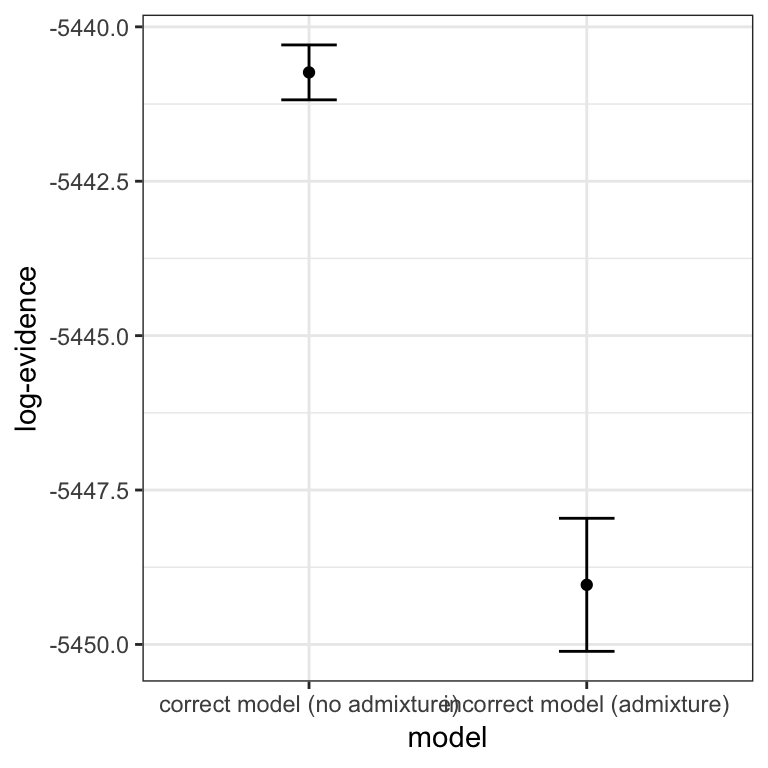 -5440.0
-5442.5
-5445.0
-5447.5
-5450.0
log-evidence
correct model (no admixture)
incorrect model (admixture)
model